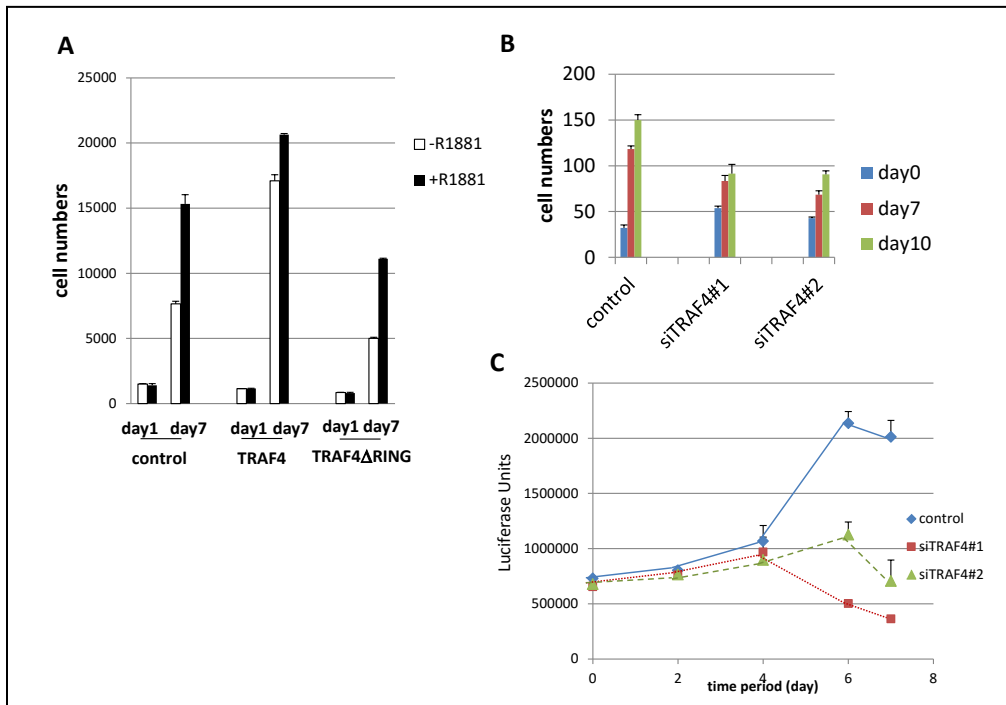 A
25000
20000
15000
10000
5000
0
cell numbers
-R1881
+R1881
day1 day7
control
day1 day7
TRAF4
day1 day7
TRAF4ΔRING
B
200
150
100
50
0
cell numbers
control
siTRAF4#1
siTRAF4#2
day0
day7
day10
C
2500000
2000000
1500000
1000000
500000
0
Luciferase Units
0 2 4 6 8
time period (day)
control
siTRAF4#1
siTRAF4#2